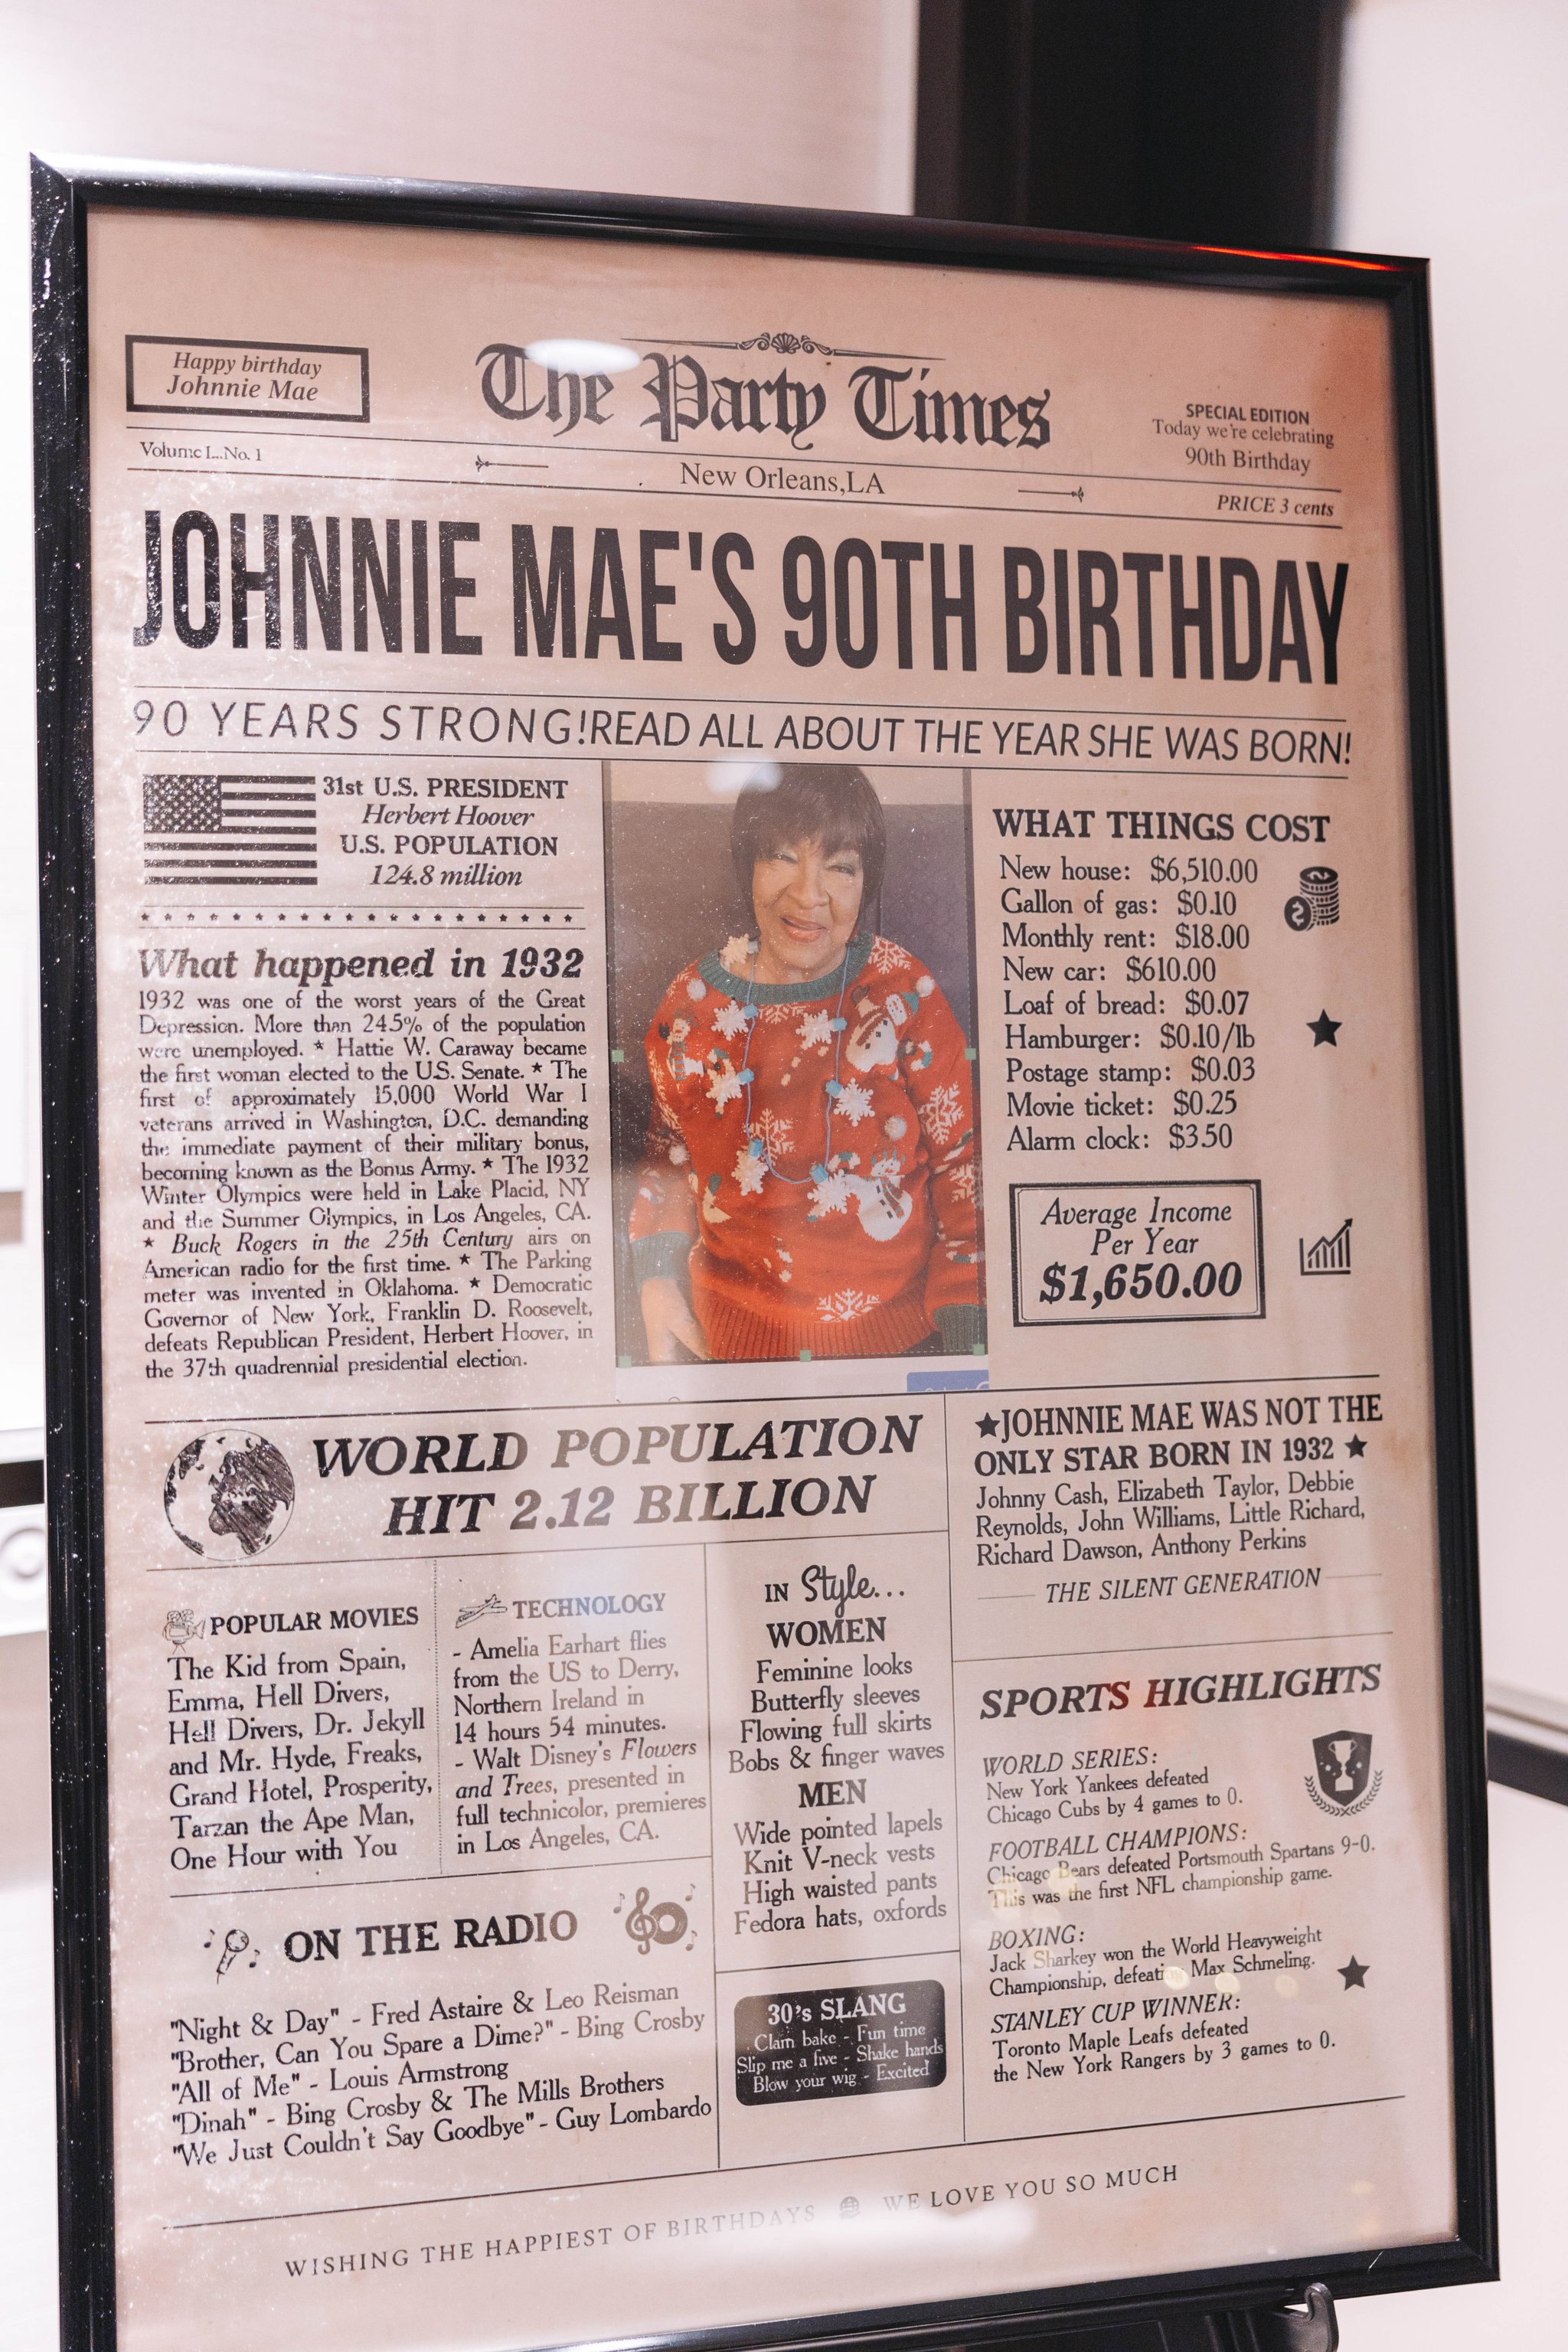 Happy birthday
Johnnie Mae
The Party Times
SPECIAL EDITION
Today we're celebrating
90th Birthday
Volume I...No. 1
New Orleans,LA
PRICE 3 cents
JOHNNIE MAE'S 90TH BIRTHDAY
90 YEARS STRONG!READ ALL ABOUT THE YEAR SHE WAS BORN!
31st U.S. PRESIDENT
Herbert Hoover
U.S. POPULATION
124.8 million
What happened in 1932
1932 was one of the worst years of the Great
Depression. More than 24.5% of the population
were unemployed. * Hattie W. Caraway became
the first woman elected to the U.S. Senate. * The
first of approximately 15,000 World War I
veterans arrived in Washington, D.C. demanding
the immediate payment of their military bonus,
becoming known as the Bonus Army. * The 1932
Winter Olympics were held in Lake Placid, NY
and the Summer Olympics, in Los Angeles, CA.
* Buck Rogers in the 25th Century airs on
American radio for the first time. * The Parking
meter was invented in Oklahoma. * Democratic
Governor of New York, Franklin D. Roosevelt,
defeats Republican President, Herbert Hoover, in
the 37th quadrennial presidential election.
WHAT THINGS COST
New house: $6,510.00
Gallon of gas: $0.10
Monthly rent: $18.00
New car: $610.00
Loaf of bread: $0.07
Hamburger: $0.10/lb
Postage stamp: $0.03
Movie ticket: $0.25
Alarm clock: $3.50
Average Income
Per Year
$1,650.00
WORLD POPULATION
HIT 2.12 BILLION
★JOHNNIE MAE WAS NOT THE
ONLY STAR BORN IN 1932 ★
Johnny Cash, Elizabeth Taylor, Debbie
Reynolds, John Williams, Little Richard,
Richard Dawson, Anthony Perkins
THE SILENT GENERATION
POPULAR MOVIES
The Kid from Spain,
Emma, Hell Divers,
Hell Divers, Dr. Jekyll
and Mr. Hyde, Freaks,
Grand Hotel, Prosperity,
Tarzan the Ape Man,
One Hour with You
TECHNOLOGY
- Amelia Earhart flies
from the US to Derry,
Northern Ireland in
14 hours 54 minutes.
- Walt Disney's Flowers
and Trees, presented in
full technicolor, premieres
in Los Angeles, CA.
IN Style...
WOMEN
Feminine looks
Butterfly sleeves
Flowing full skirts
Bobs & finger waves
MEN
Wide pointed lapels
Knit V-neck vests
High waisted pants
Fedora hats, oxfords
SPORTS HIGHLIGHTS
WORLD SERIES:
New York Yankees defeated
Chicago Cubs by 4 games to 0.
FOOTBALL CHAMPIONS:
Chicago Bears defeated Portsmouth Spartans 9-0.
This was the first NFL championship game.
BOXING:
Jack Sharkey won the World Heavyweight
Championship, defeating Max Schmeling.
STANLEY CUP WINNER:
Toronto Maple Leafs defeated
the New York Rangers by 3 games to 0.
ON THE RADIO
"Night & Day" - Fred Astaire & Leo Reisman
"Brother, Can You Spare a Dime?" - Bing Crosby
"All of Me" - Louis Armstrong
"Dinah" - Bing Crosby & The Mills Brothers
"We Just Couldn't Say Goodbye" - Guy Lombardo
30's SLANG
Clam bake - Fun time
Slip me a five - Shake hands
Blow your wig - Excited
WISHING THE HAPPIEST OF BIRTHDAYS WE LOVE YOU SO MUCH